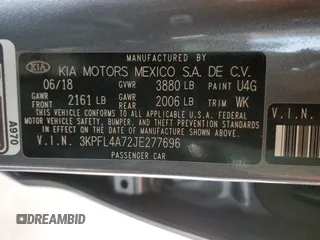 MANUFACTURED BY
KIA KIA MOTORS MEXICO S.A. DE C.V.
06/18 GVWR 3880 LB PAINT U4G
GAWR FRONT 2161 LB GAWR REAR 2006 LB TRIM WK
THIS VEHICLE CONFORMS TO ALL APPLICABLE U.S. FEDERAL
MOTOR VEHICLE SAFETY, BUMPER, AND THEFT PREVENTION
STANDARDS IN EFFECT ON THE DATE OF MANUFACTURE SHOWN ABOVE.
V.I.N. 3KPFL4A72JE277696
PASSENGER CAR
A970
V.I.N.
DREAMBID